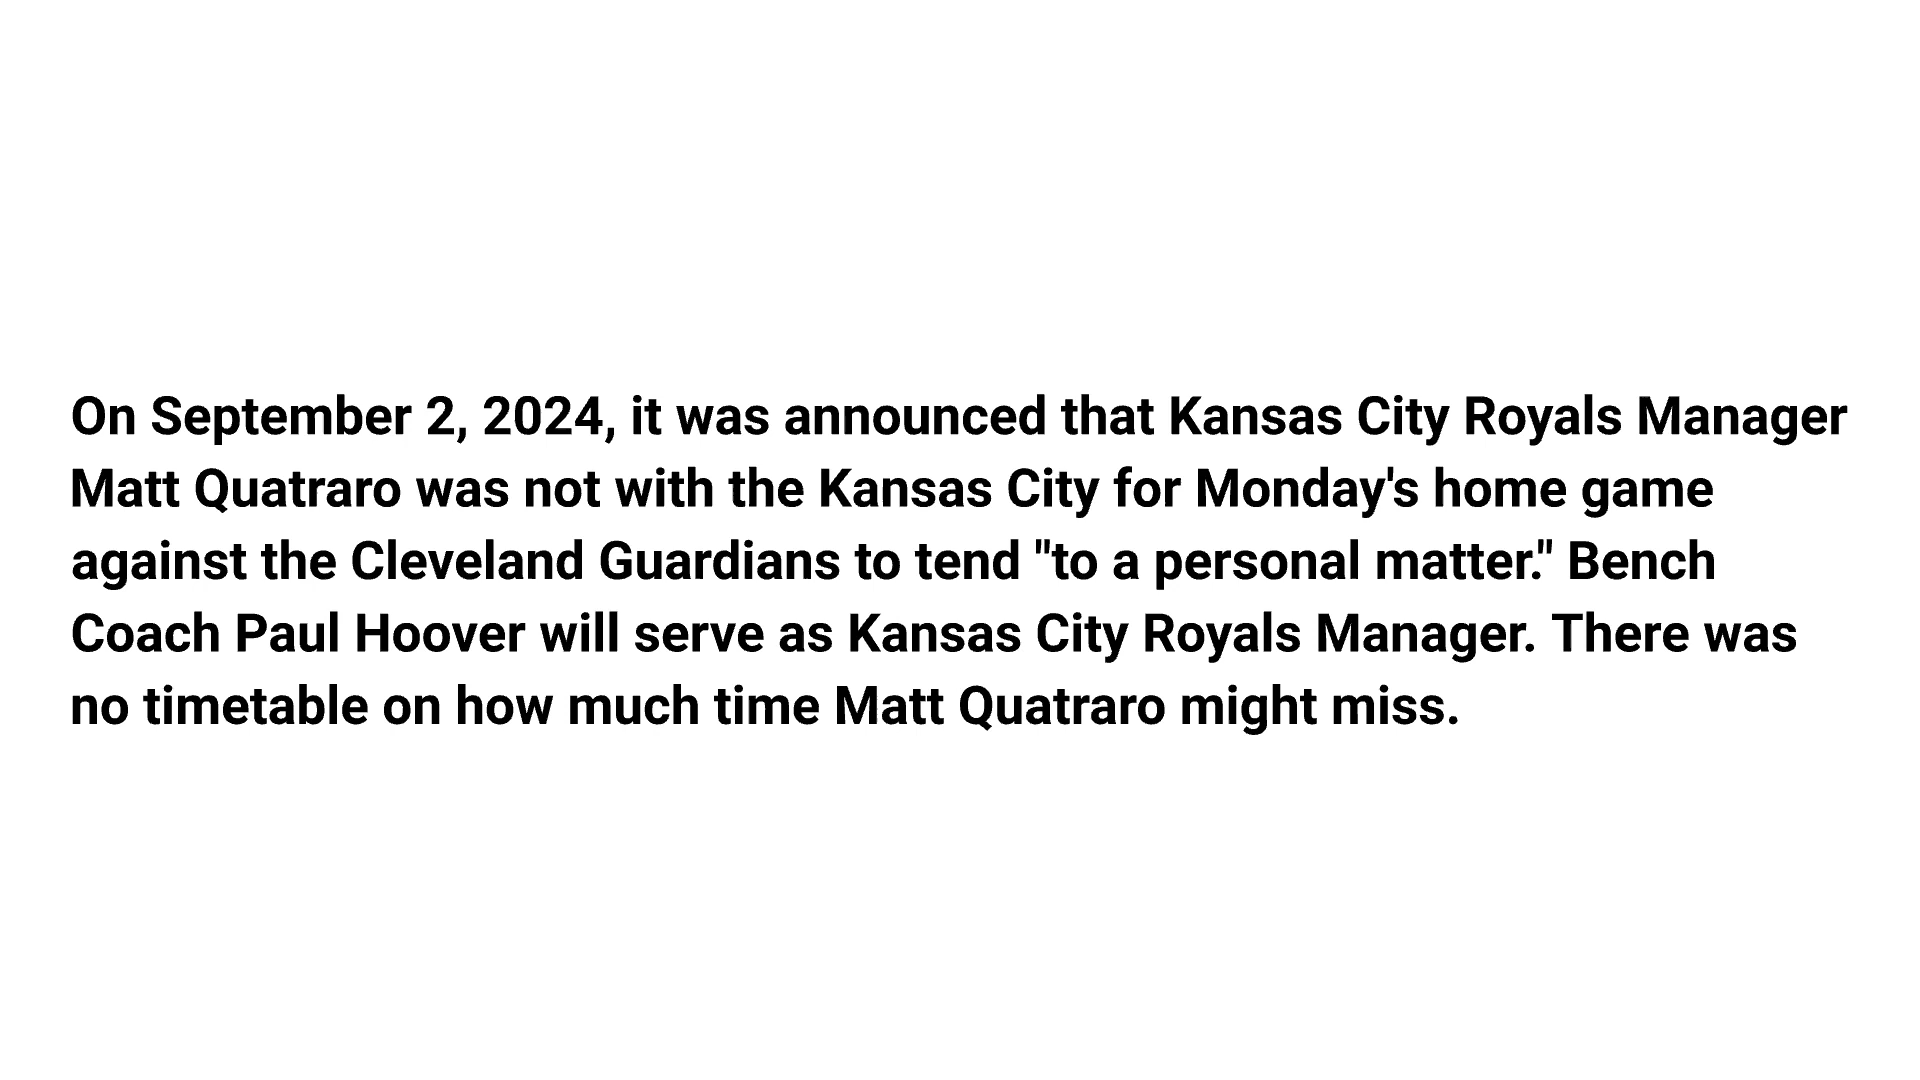 On September 2, 2024, it was announced that Kansas City Royals Manager
Matt Quatraro was not with the Kansas City for Monday's home game
against the Cleveland Guardians to tend "to a personal matter." Bench
Coach Paul Hoover will serve as Kansas City Royals Manager. There was
no timetable on how much time Matt Quatraro might miss.